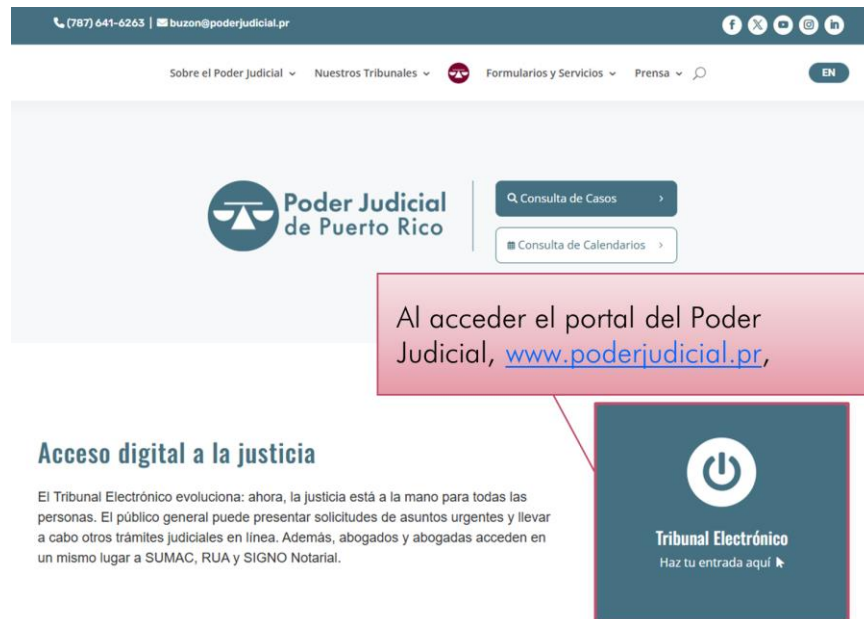 (787) 641-6263 | buzon@poderjudicial.pr
Sobre el Poder Judicial Nuestros Tribunales Formularios y Servicios Prensa EN
Poder Judicial
de Puerto Rico
Consulta de Casos
Consulta de Calendarios
Al acceder el portal del Poder
Judicial, www.poderjudicial.pr,
Acceso digital a la justicia
El Tribunal Electrónico evoluciona: ahora, la justicia está a la mano para todas las
personas. El público general puede presentar solicitudes de asuntos urgentes y llevar
a cabo otros trámites judiciales en línea. Además, abogados y abogadas acceden en
un mismo lugar a SUMAC, RUA y SIGNO Notarial.
Tribunal Electrónico
Haz tu entrada aquí